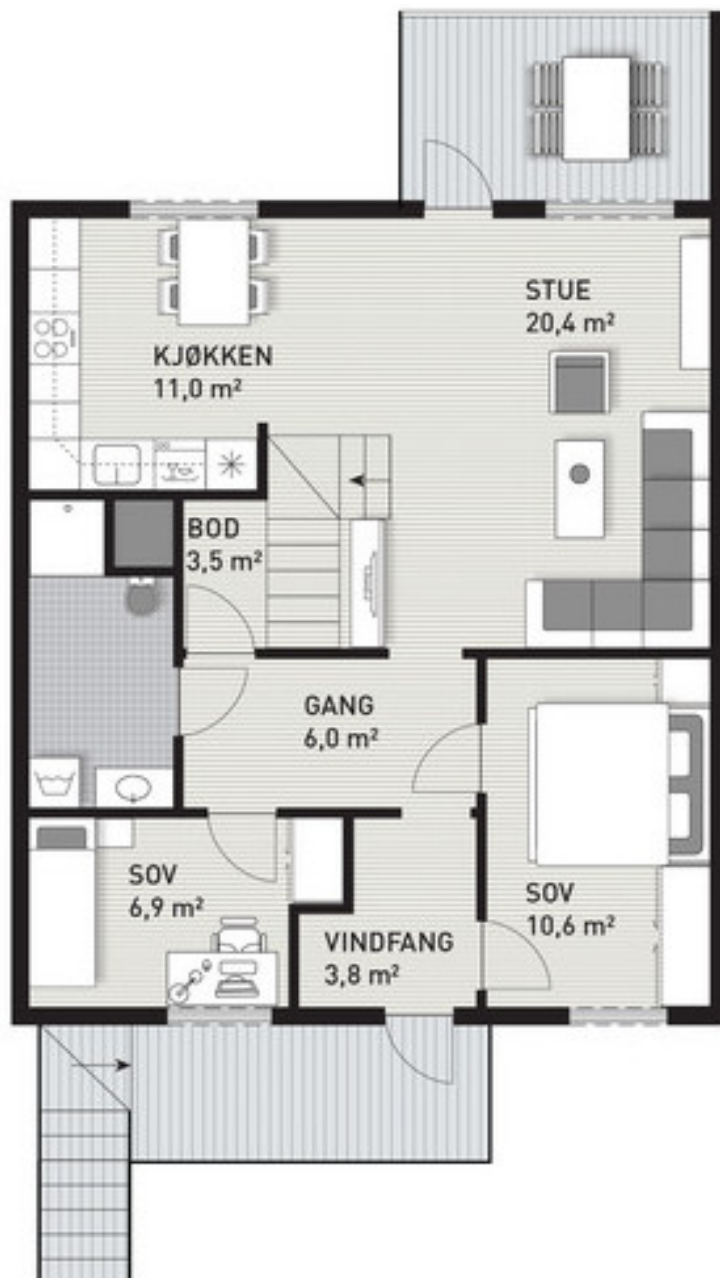 STUE
20,4 m²
KJØKKEN
11,0 m²
BOD
3,5 m²
GANG
6,0 m²
SOV
6,9 m²
SOV
10,6 m²
VINDFANG
3,8 m²